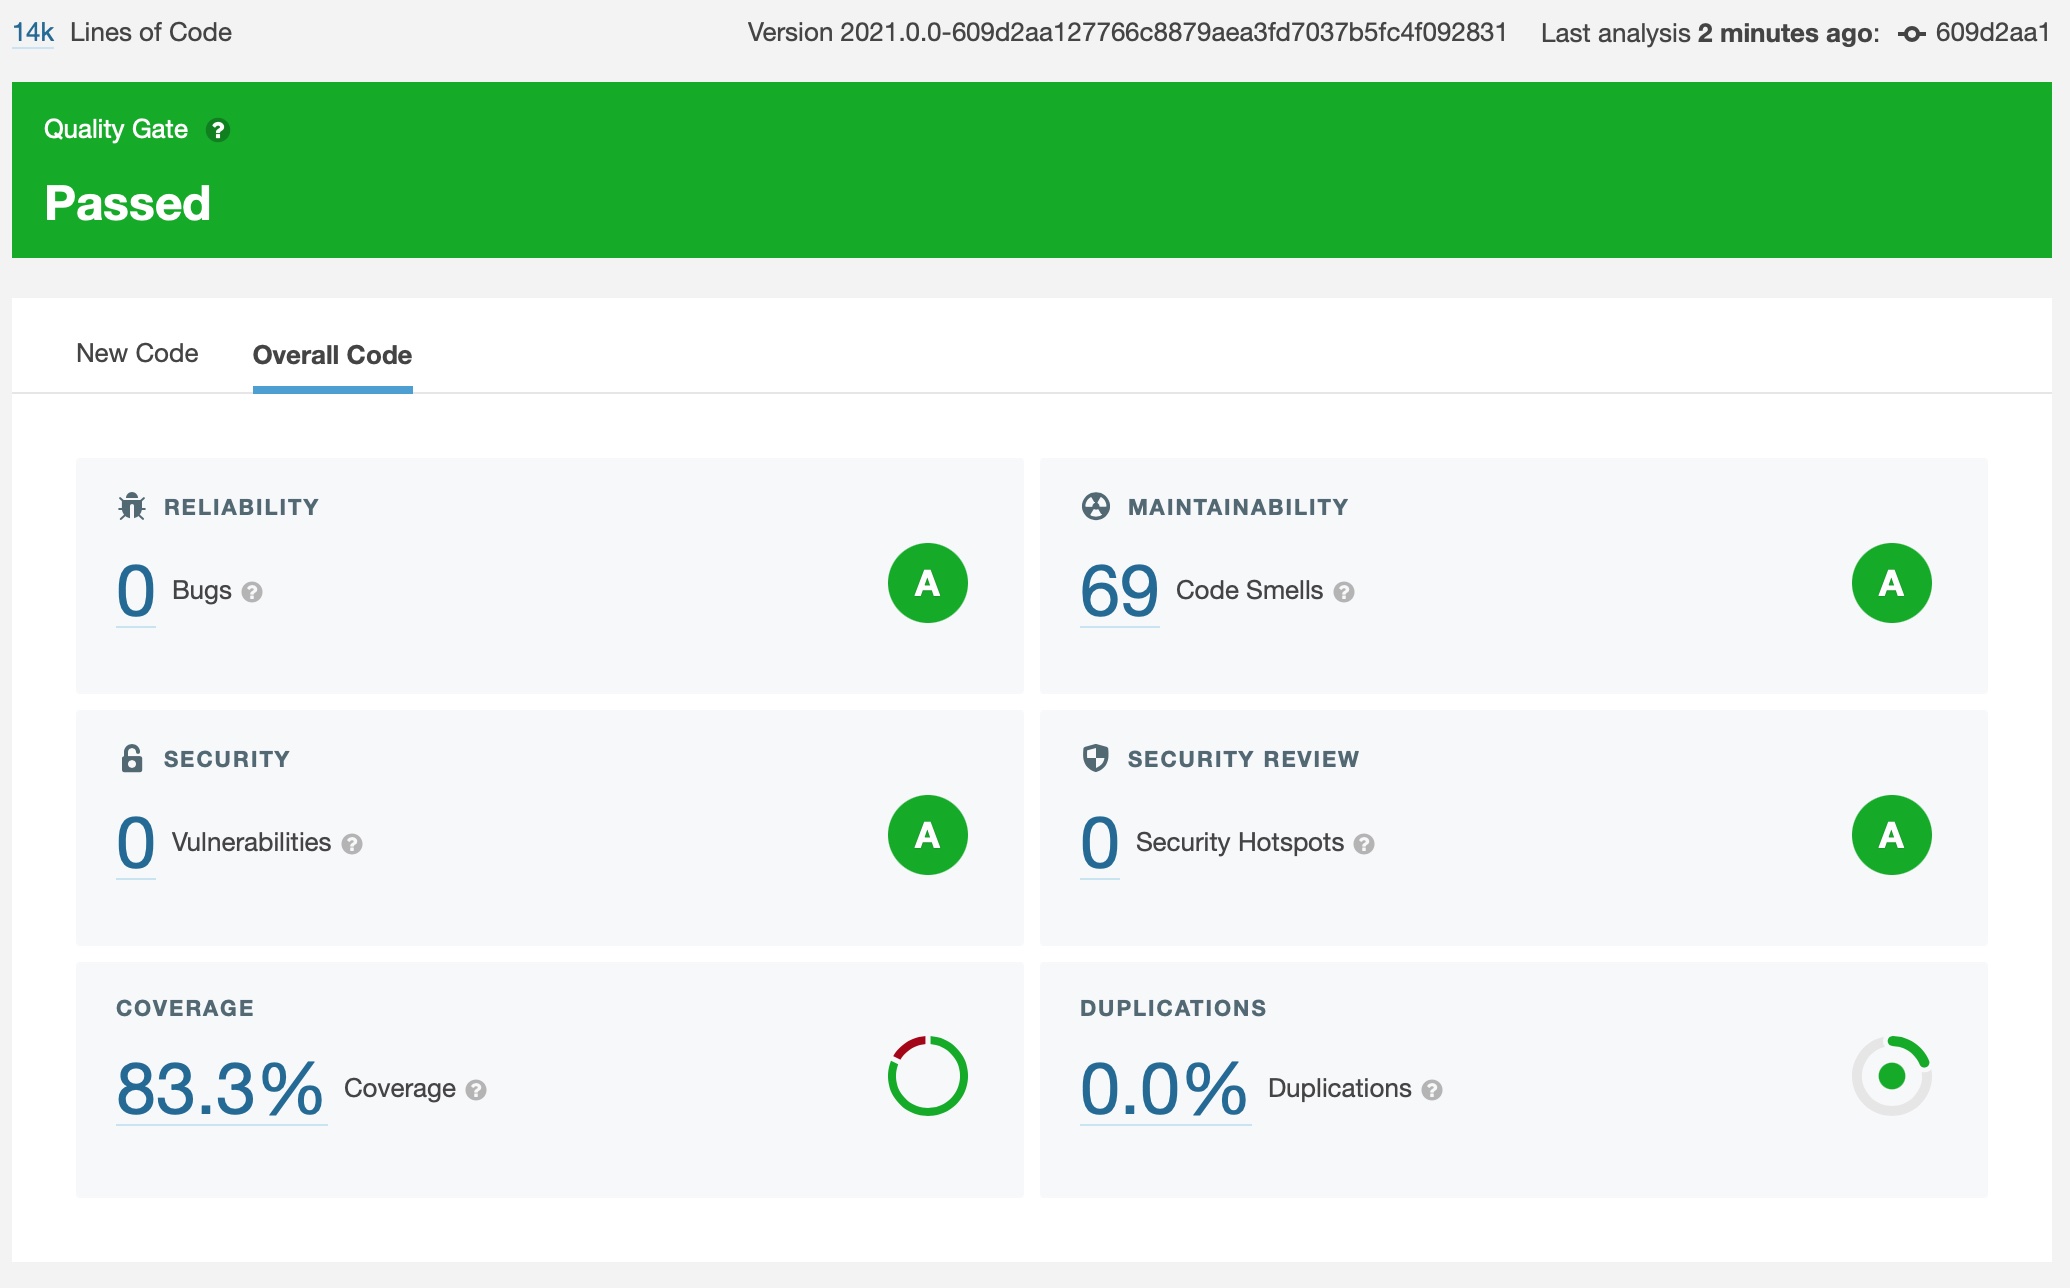 14k Lines of Code Version 2021.0.0-609d2aa127766c8879aea3fd7037b5fc4f092831 Last analysis 2 minutes ago: 609d2aa1
Quality Gate ?
Passed
New Code Overall Code
RELIABILITY
0 Bugs ?
A
MAINTAINABILITY
69 Code Smells ?
A
SECURITY
0 Vulnerabilities ?
A
SECURITY REVIEW
0 Security Hotspots ?
A
COVERAGE
83.3% Coverage ?
DUPLICATIONS
0.0% Duplications ?